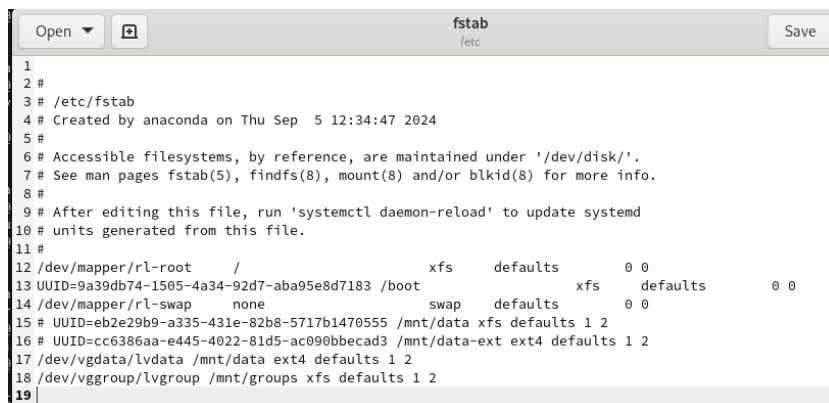 Open
fstab
/etc
Save
1
2 #
3 # /etc/fstab
4 # Created by anaconda on Thu Sep  5 12:34:47 2024
5 #
6 # Accessible filesystems, by reference, are maintained under '/dev/disk/'.
7 # See man pages fstab(5), findfs(8), mount(8) and/or blkid(8) for more info.
8 #
9 # After editing this file, run 'systemctl daemon-reload' to update systemd
10 # units generated from this file.
11 #
12 /dev/mapper/rl-root     /                       xfs     defaults        0 0
13 UUID=9a39db74-1505-4a34-92d7-aba95e8d7183 /boot                   xfs     defaults        0 0
14 /dev/mapper/rl-swap     none                    swap    defaults        0 0
15 # UUID=eb2e29b9-a335-431e-82b8-5717b1470555 /mnt/data xfs defaults 1 2
16 # UUID=cc6386aa-e445-4022-81d5-ac090bbecad3 /mnt/data-ext ext4 defaults 1 2
17 /dev/vgdata/lvdata /mnt/data ext4 defaults 1 2
18 /dev/vggroup/lvgroup /mnt/groups xfs defaults 1 2
19